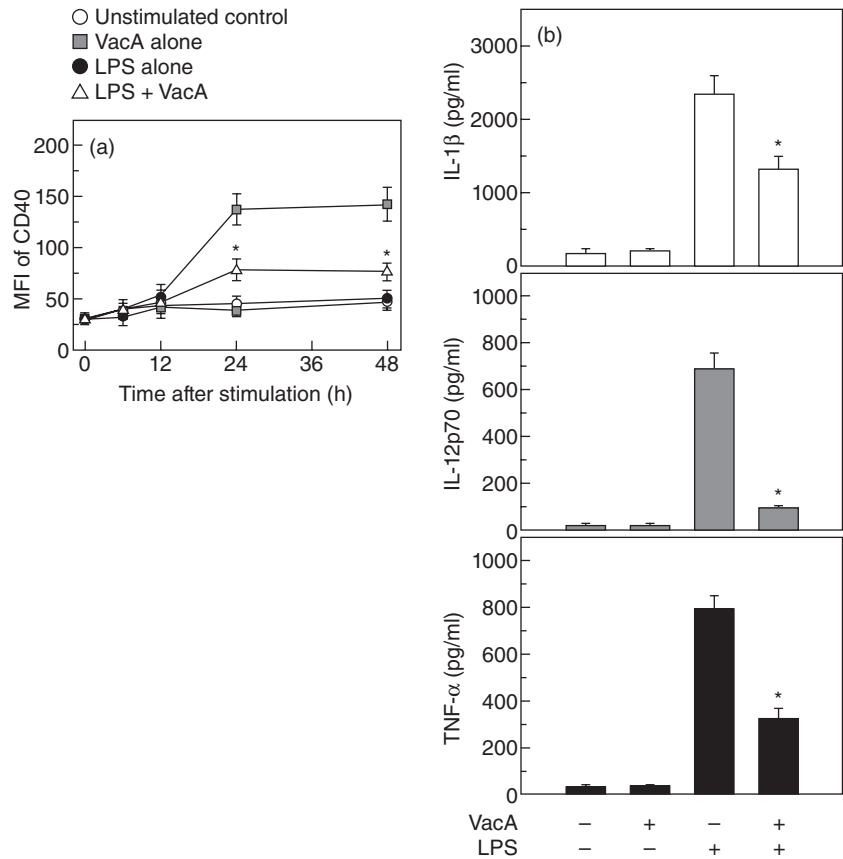 Unstimulated control
VacA alone
LPS alone
LPS + VacA
(a)
200
150
100
50
0
MFI of CD40
*
*
0 12 24 36 48
Time after stimulation (h)
(b)
3000
2000
1000
0
IL-1β (pg/ml)
*
1000
800
600
400
200
0
IL-12p70 (pg/ml)
*
1000
800
600
400
200
0
TNF-α (pg/ml)
*
VacA − + − +
LPS − − + +